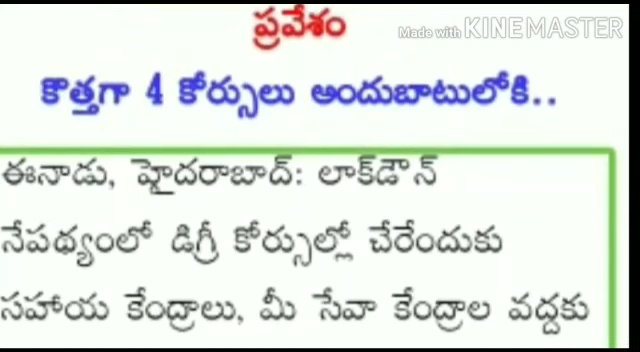 ప్రవేశం
Made with KINEMASTER
కొత్తగా 4 కోర్సులు అందుబాటులోకి..
ఈనాడు, హైదరాబాద్: లాక్‌డౌన్
నేపథ్యంలో డిగ్రీ కోర్సుల్లో చేరేందుకు
సహాయ కేంద్రాలు, మీ సేవా కేంద్రాల వద్దకు